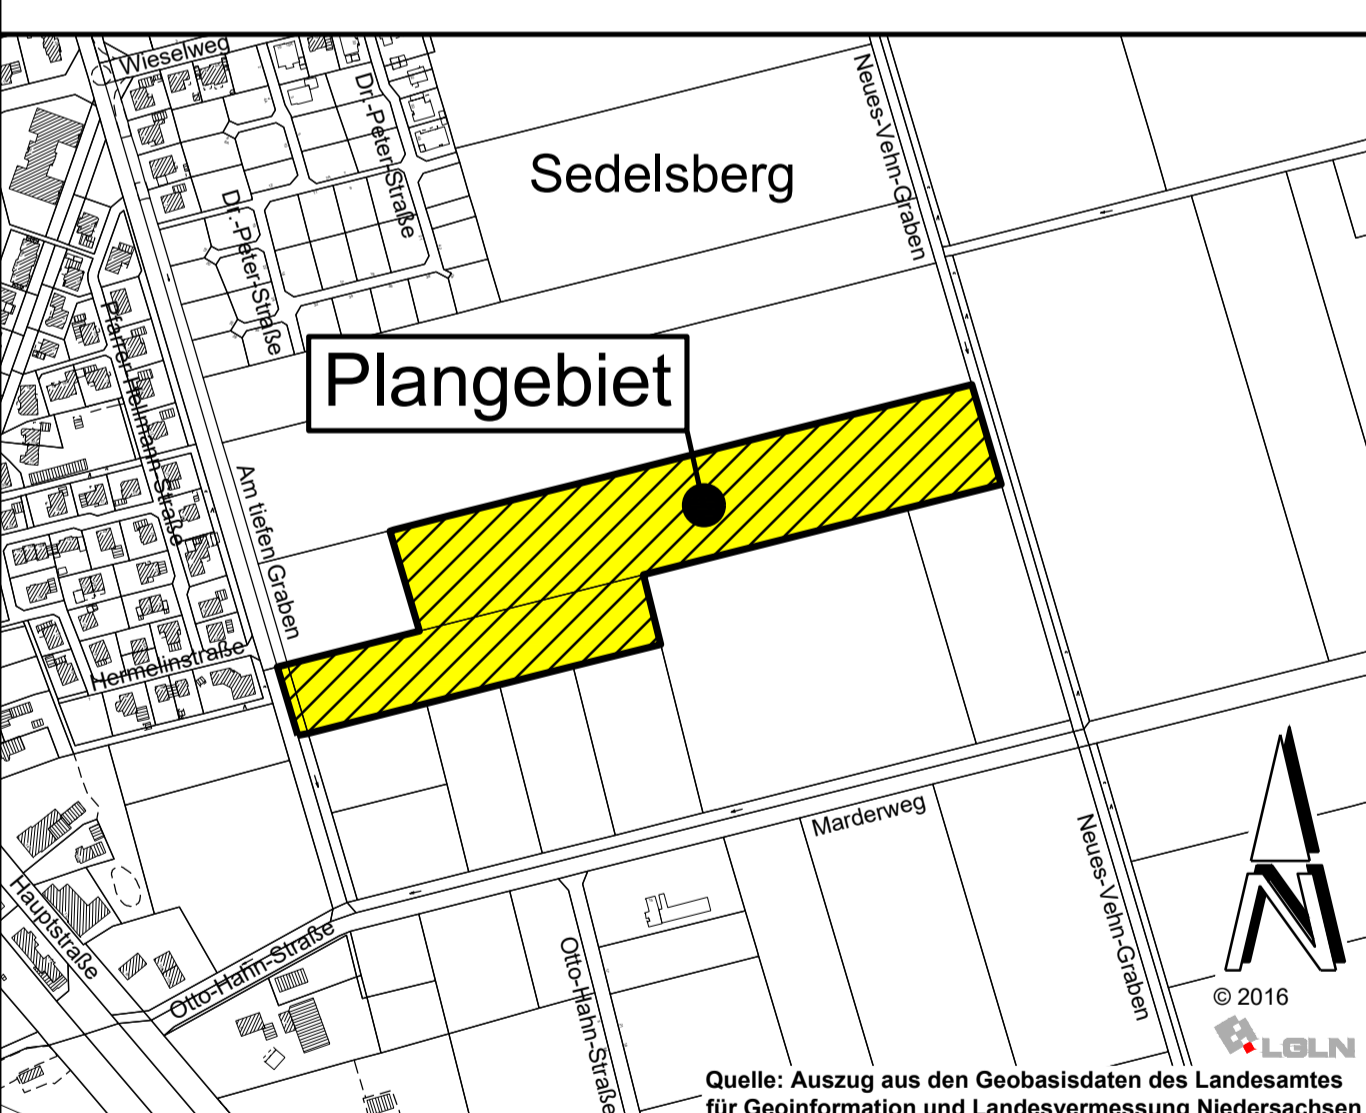 Wieselweg
Dr.-Peter-Straße
Neues-Vehn-Graben
Sedelsberg
Dr.-Peter-Straße
Pfarrer-Hellmann-Straße
Plangebiet
Am tiefen Graben
Hermelinstraße
Marderweg
Neues-Vehn-Graben
Hauptstraße
Otto-Hahn-Straße
Otto-Hahn-Straße
N
© 2016
LGLN
Quelle: Auszug aus den Geobasisdaten des Landesamtes
für Geoinformation und Landesvermessung Niedersachsen